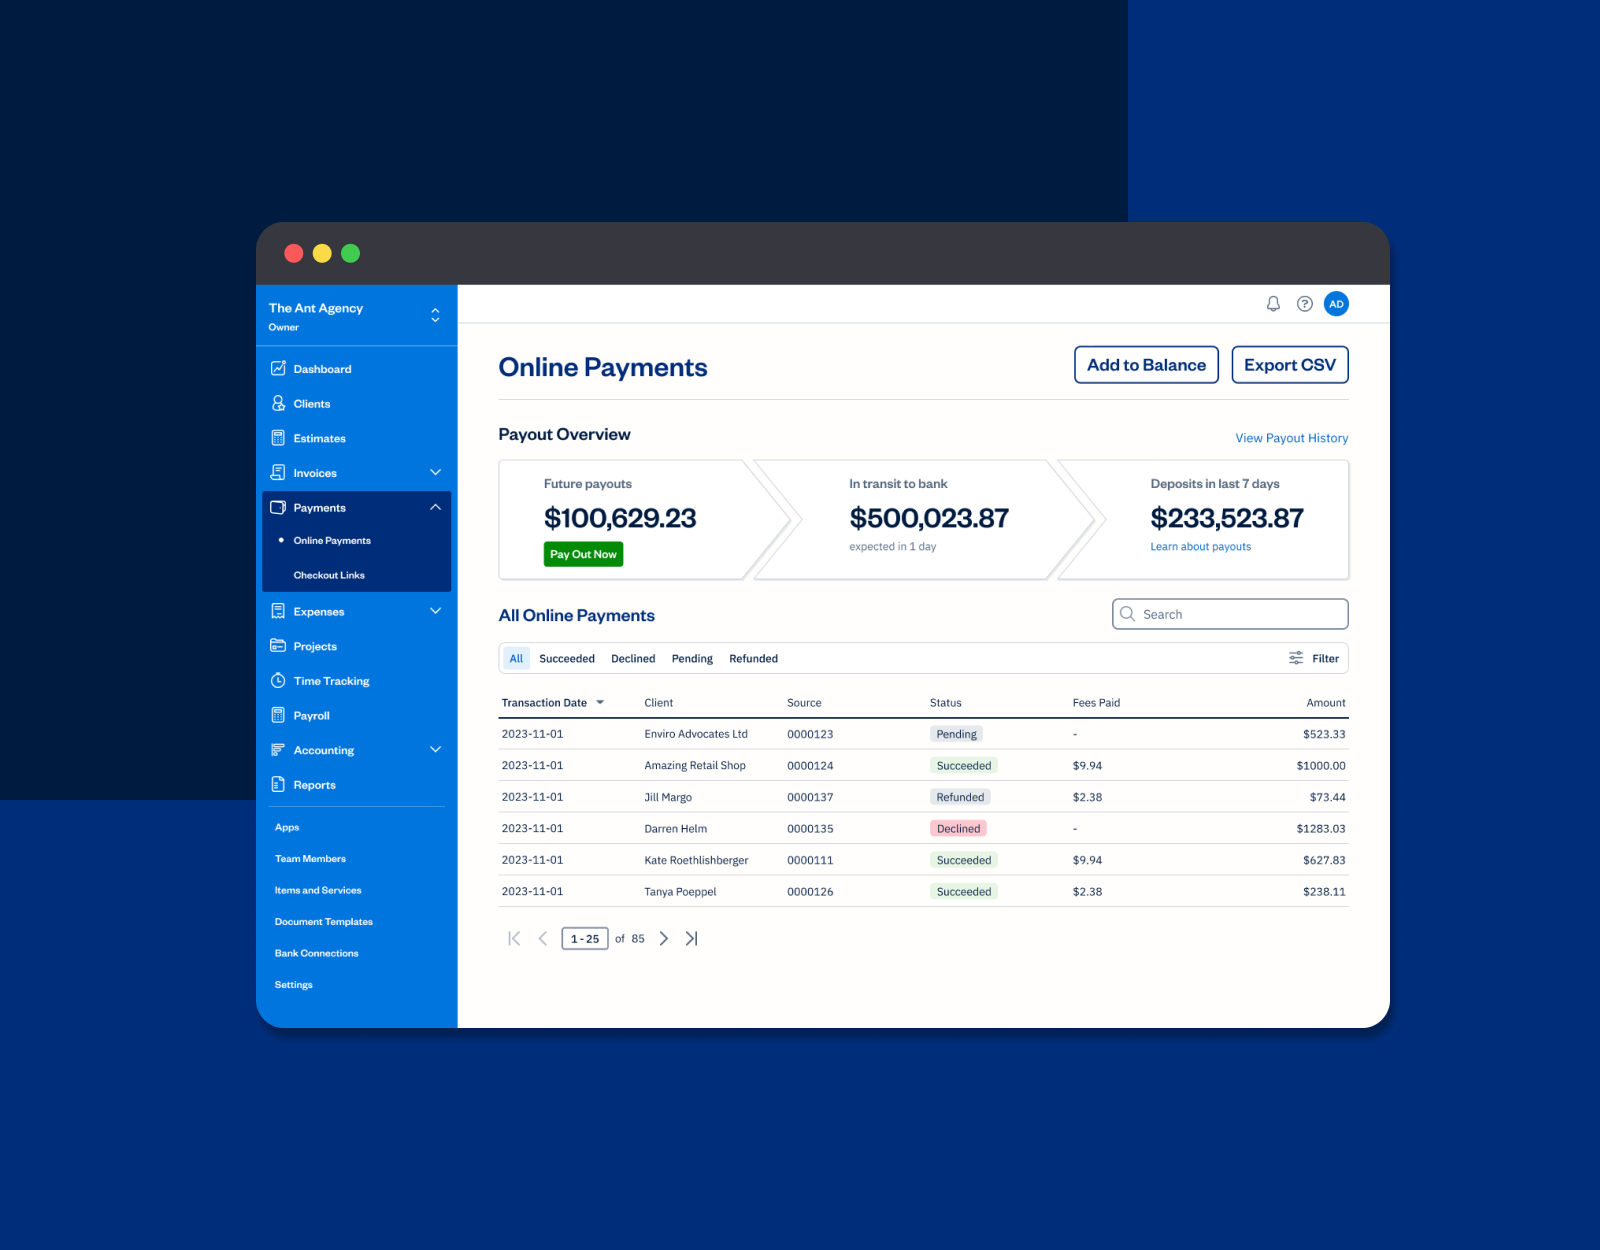 The Ant Agency
Owner
Dashboard
Clients
Estimates
Invoices
Payments
Online Payments
Checkout Links
Expenses
Projects
Time Tracking
Payroll
Accounting
Reports
Apps
Team Members
Items and Services
Document Templates
Bank Connections
Settings
? AD
Online Payments Add to Balance Export CSV
Payout Overview View Payout History
Future payouts In transit to bank Deposits in last 7 days
$100,629.23 $500,023.87 $233,523.87
Pay Out Now expected in 1 day Learn about payouts
All Online Payments Search
All Succeeded Declined Pending Refunded Filter
Transaction Date Client Source Status Fees Paid Amount
2023-11-01 Enviro Advocates Ltd 0000123 Pending - $523.33
2023-11-01 Amazing Retail Shop 0000124 Succeeded $9.94 $1000.00
2023-11-01 Jill Margo 0000137 Refunded $2.38 $73.44
2023-11-01 Darren Helm 0000135 Declined - $1283.03
2023-11-01 Kate Roethlishberger 0000111 Succeeded $9.94 $627.83
2023-11-01 Tanya Poeppel 0000126 Succeeded $2.38 $238.11
1 - 25 of 85